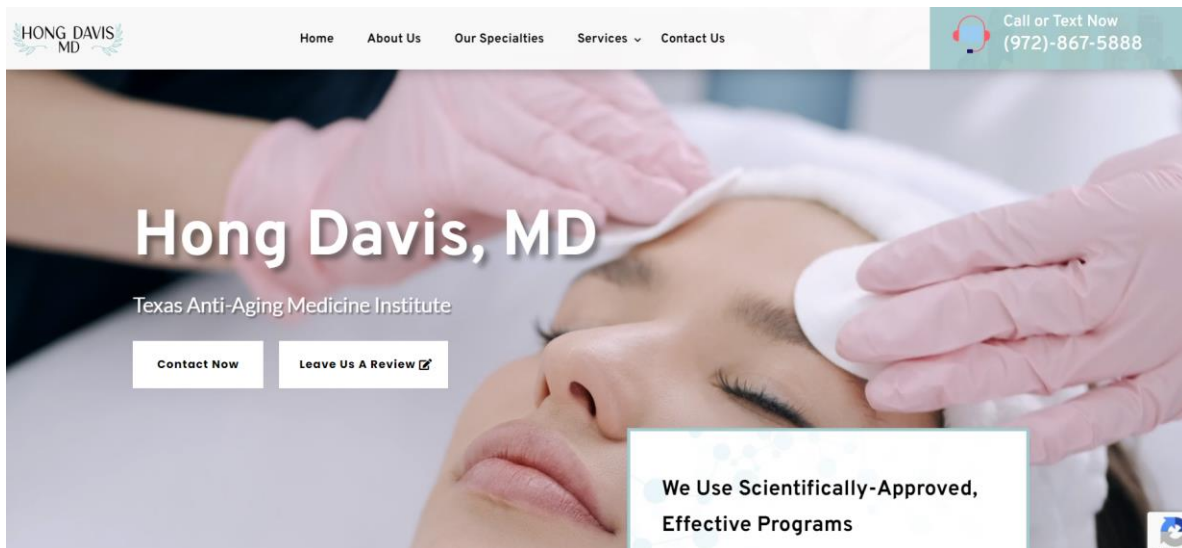 HONG DAVIS
MD
Home About Us Our Specialties Services Contact Us
Call or Text Now
(972)-867-5888
Hong Davis, MD
Texas Anti-Aging Medicine Institute
Contact Now Leave Us A Review
We Use Scientifically-Approved,
Effective Programs